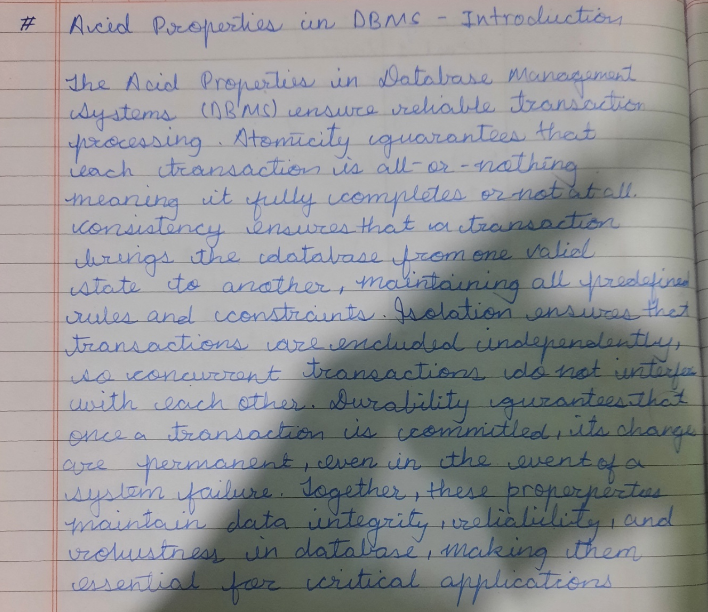 # Acid Properties in DBMS - Introduction
The Acid Properties in Database Management
Systems (DBMS) ensure reliable transaction
processing. Atomicity guarantees that
each transaction is all-or-nothing
meaning it fully completes or not at all.
consistency ensures that a transaction
brings the database from one valid
state to another, maintaining all predefined
rules and constraints. Isolation ensures that
transactions are encluded independently,
so concurrent transactions do not interfere
with each other. Durability gurantees that
once a transaction is committed, its change
are permanent, even in the event of a
system failure. Together, these properperties
maintain data integrity, reliability, and
robustness in database, making them
essential for critical applications